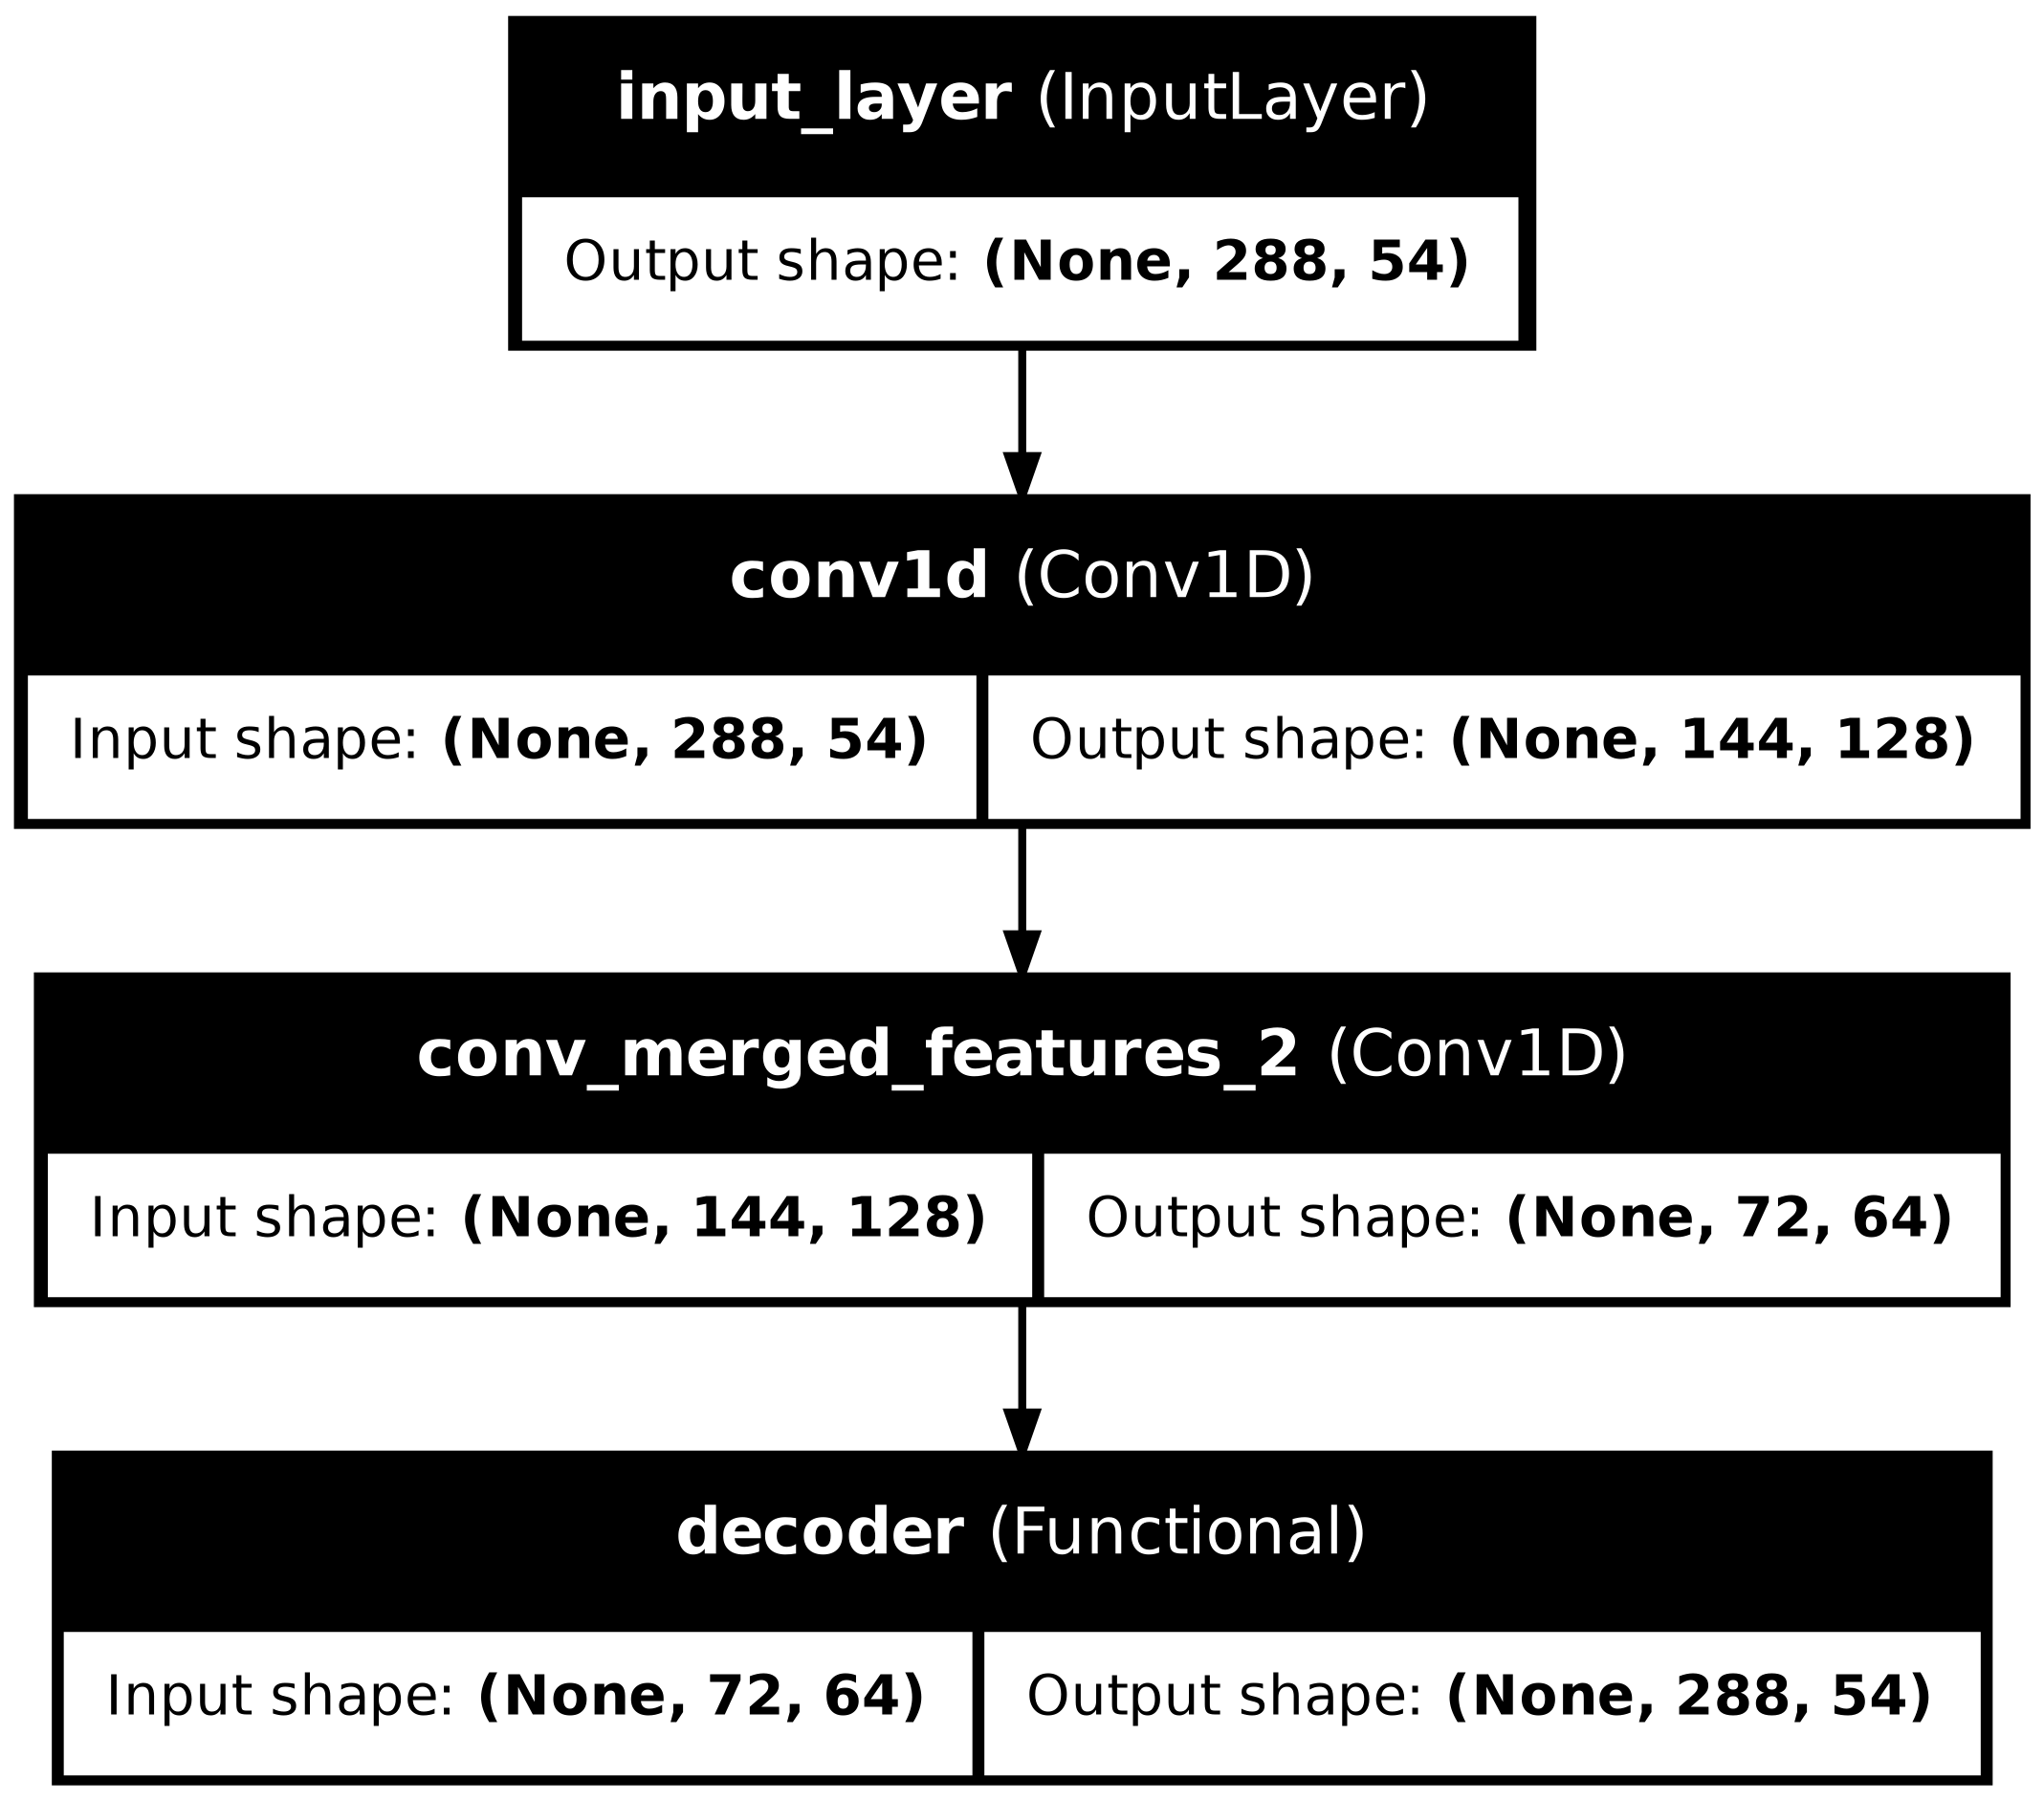 input_layer (InputLayer)
Output shape: (None, 288, 54)
conv1d (Conv1D)
Input shape: (None, 288, 54) Output shape: (None, 144, 128)
conv_merged_features_2 (Conv1D)
Input shape: (None, 144, 128) Output shape: (None, 72, 64)
decoder (Functional)
Input shape: (None, 72, 64) Output shape: (None, 288, 54)